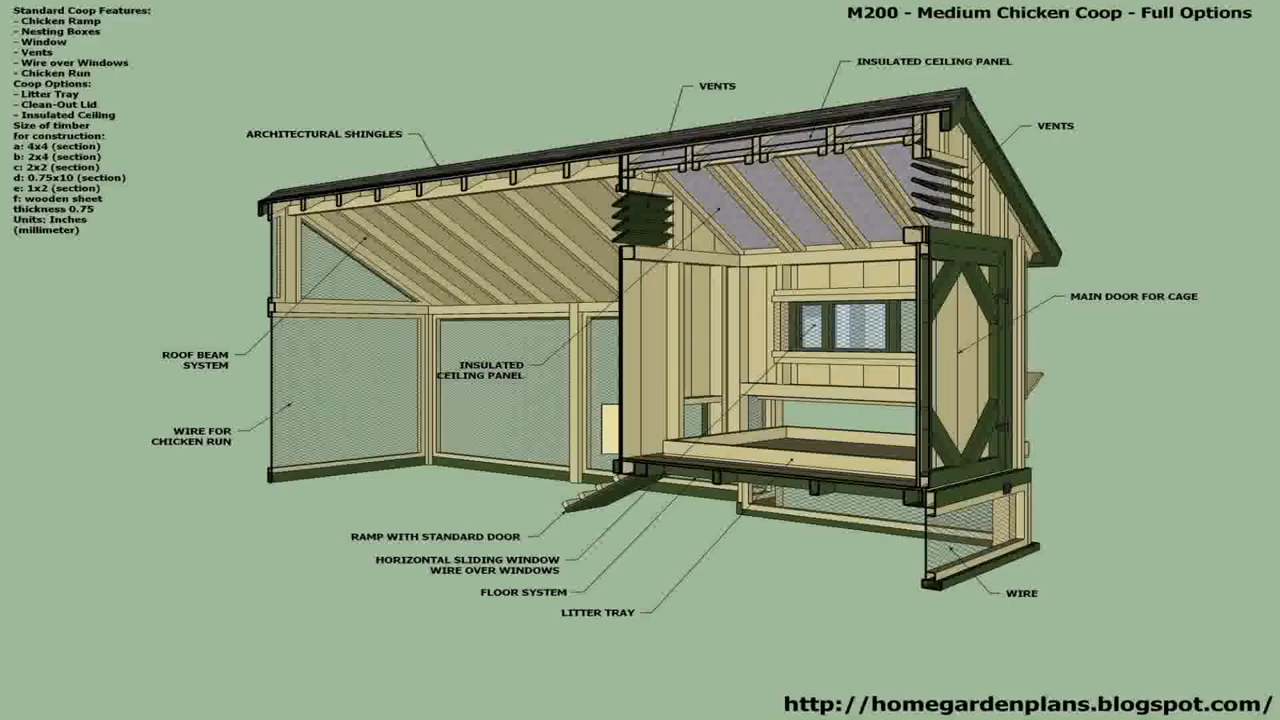 Standard Coop Features:
- Chicken Ramp
- Nesting Boxes
- Window
- Vents
- Wire over Windows
- Chicken Run
Coop Options:
- Litter Tray
- Clean-Out Lid
- Insulated Ceiling
Size of timber
for construction:
a: 4x4 (section)
b: 2x4 (section)
c: 2x2 (section)
d: 0.75x10 (section)
e: 1x2 (section)
f: wooden sheet
thickness 0.75
Units: Inches
(millimeter)
M200 - Medium Chicken Coop - Full Options
INSULATED CEILING PANEL
VENTS
VENTS
ARCHITECTURAL SHINGLES
MAIN DOOR FOR CAGE
ROOF BEAM
SYSTEM
INSULATED
CEILING PANEL
WIRE FOR
CHICKEN RUN
RAMP WITH STANDARD DOOR
HORIZONTAL SLIDING WINDOW
WIRE OVER WINDOWS
FLOOR SYSTEM
WIRE
LITTER TRAY
http://homegardenplans.blogspot.com/